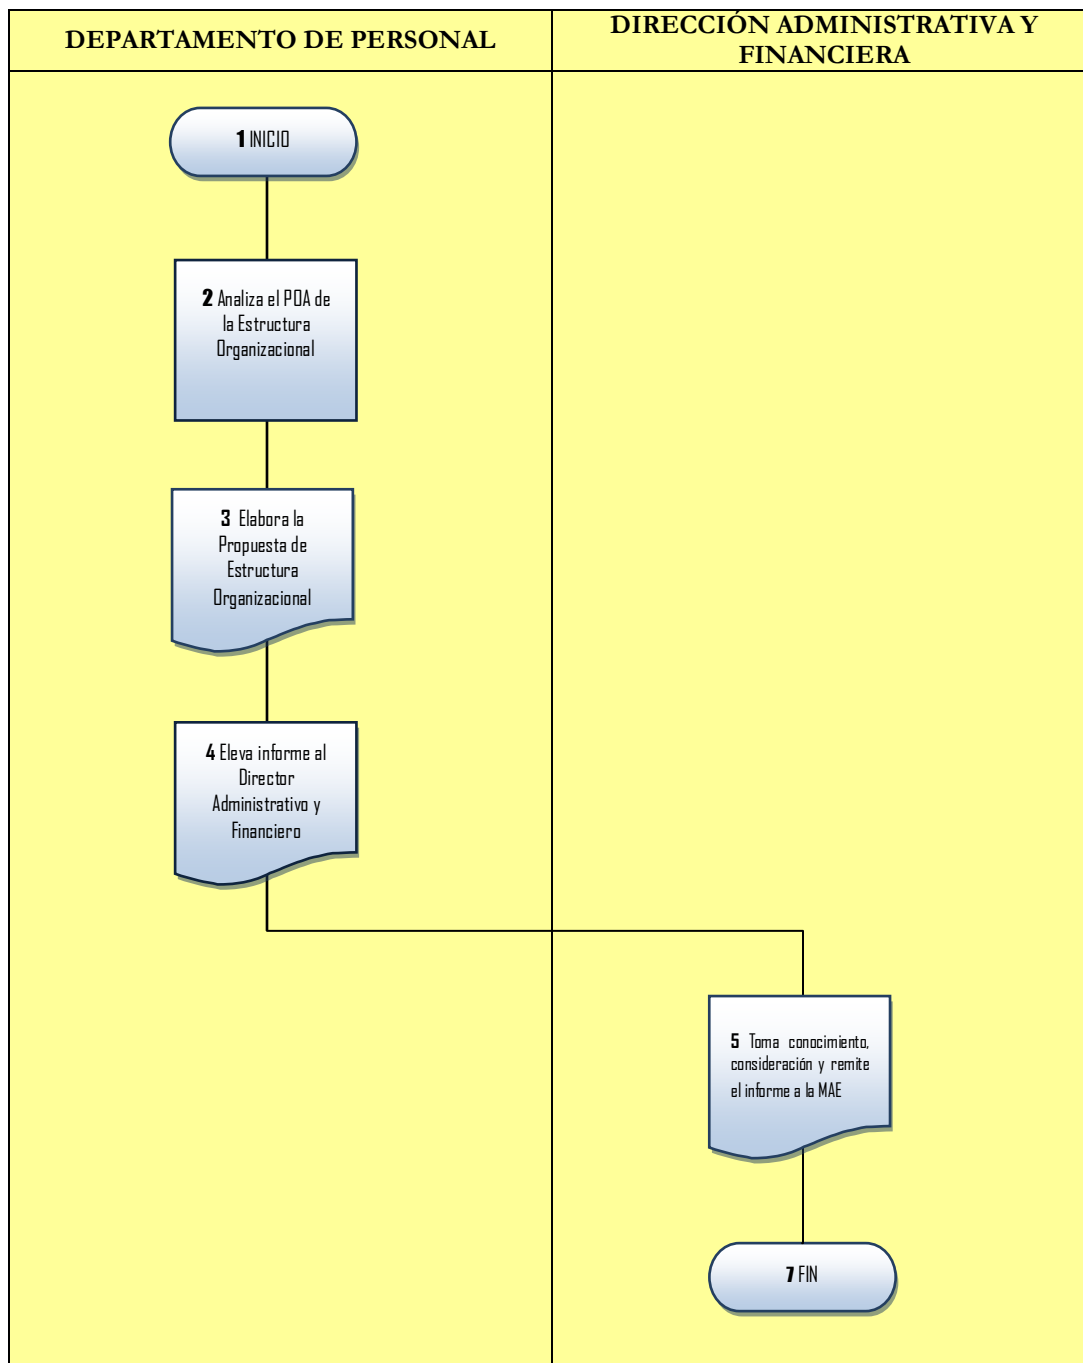 DEPARTAMENTO DE PERSONAL
DIRECCIÓN ADMINISTRATIVA Y
FINANCIERA
1 INICIO
2 Analiza el POA de
la Estructura
Organizacional
3 Elabora la
Propuesta de
Estructura
Organizacional
4 Eleva informe al
Director
Administrativo y
Financiero
5 Toma conocimiento,
consideración y remite
el informe a la MAE
7 FIN